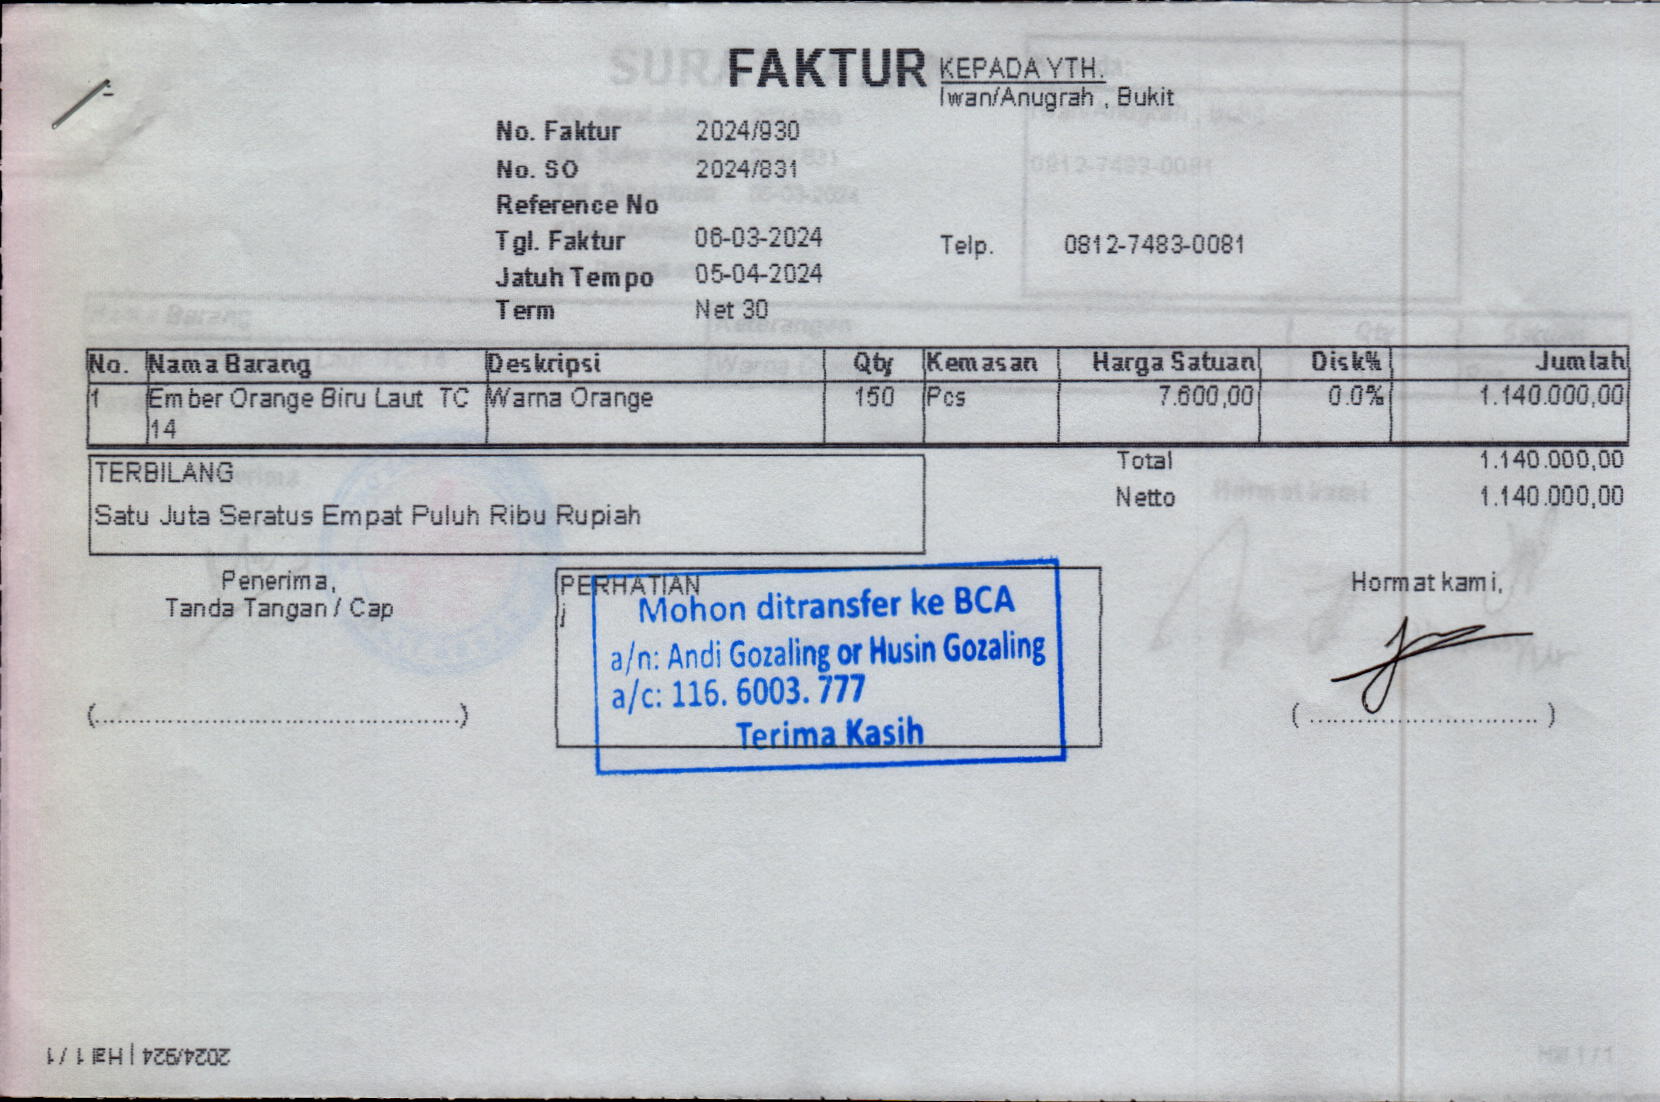 FAKTUR
KEPADA YTH.
Iwan/Anugrah , Bukit
No. Faktur 2024/930
No. SO 2024/831
Reference No
Tgl. Faktur 06-03-2024
Telp. 0812-7483-0081
Jatuh Tempo 05-04-2024
Term Net 30
No. Nama Barang Deskripsi Qty Kemasan Harga Satuan Disk% Jumlah
1 Ember Orange Biru Laut TC Warna Orange 150 Pcs 7.600,00 0.0% 1.140.000,00
14
TERBILANG
Satu Juta Seratus Empat Puluh Ribu Rupiah
Total 1.140.000,00
Netto 1.140.000,00
Penerima,
Tanda Tangan / Cap
(............................................)
PERHATIAN
j
Mohon ditransfer ke BCA
a/n: Andi Gozaling or Husin Gozaling
a/c: 116. 6003. 777
Terima Kasih
Hormat kami,
( ............................ )
2024/924 | Hal 1 / 1